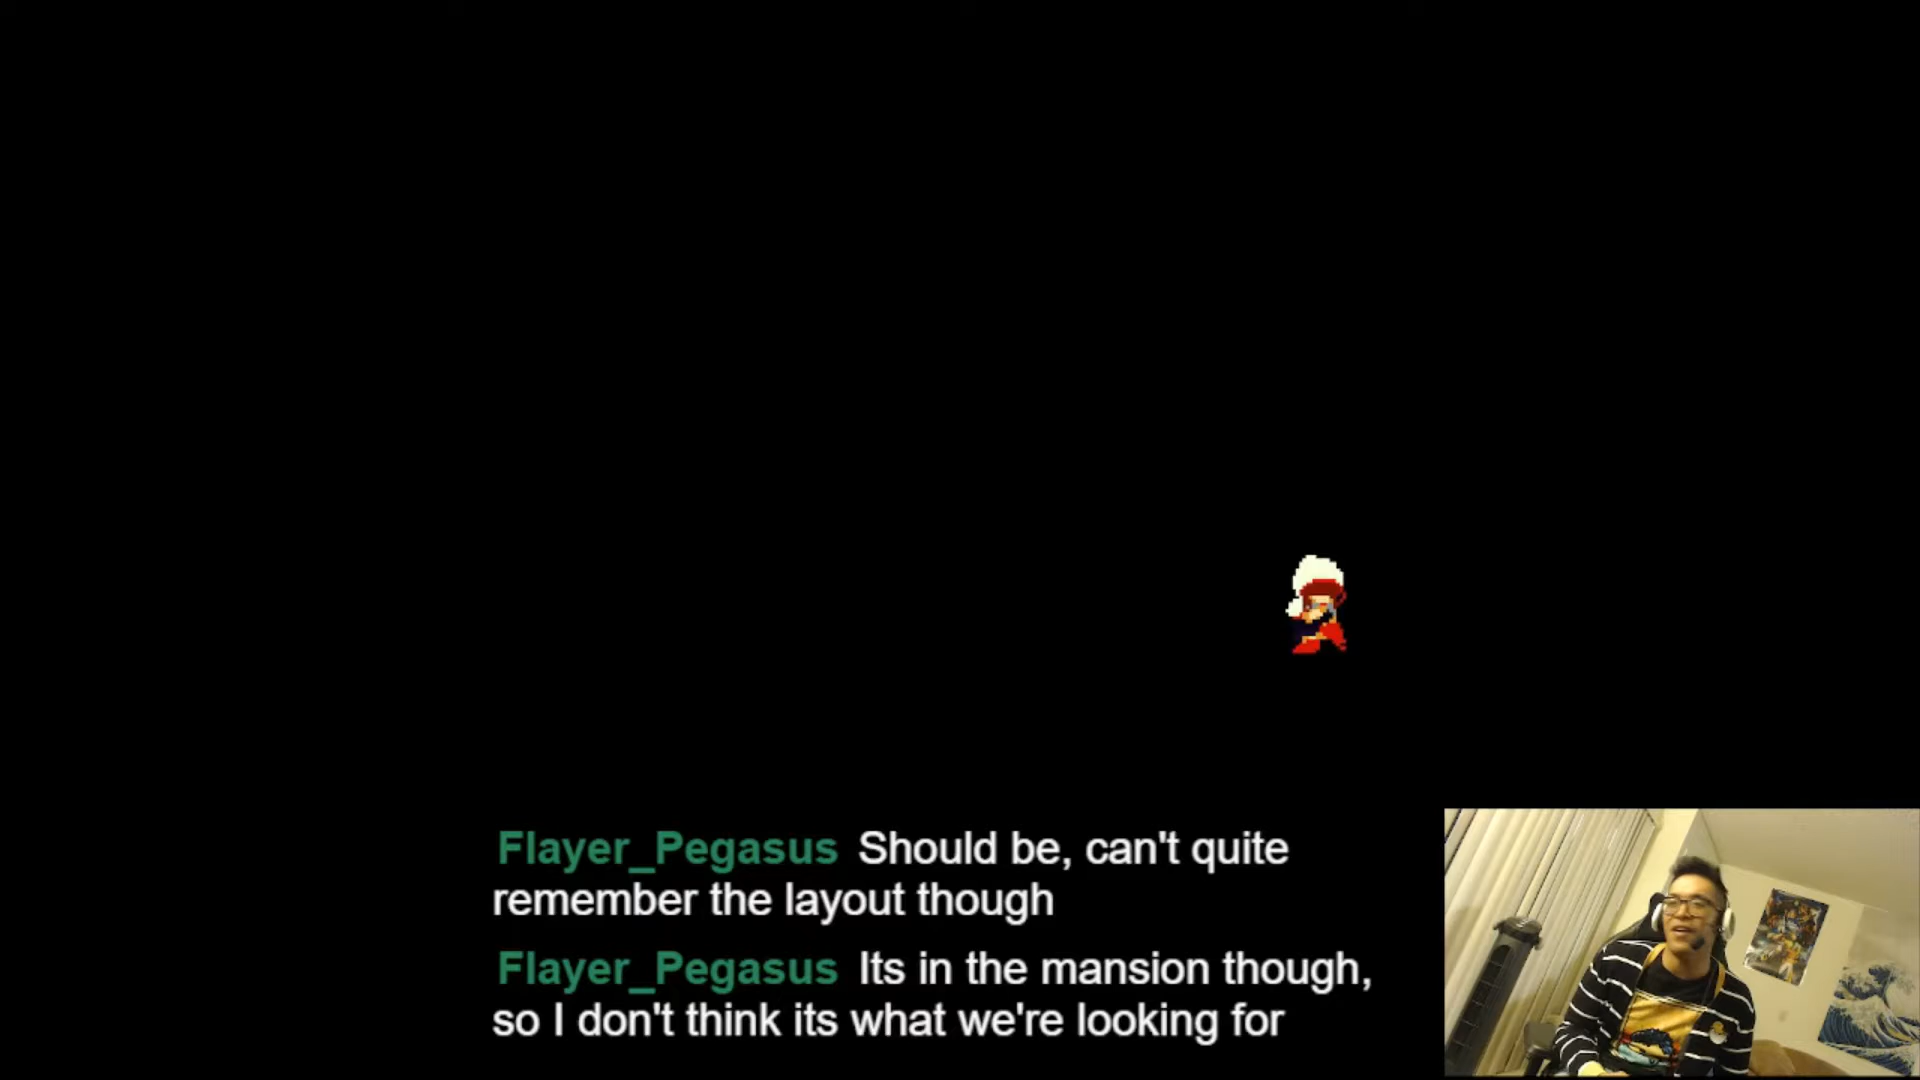 Flayer_Pegasus Should be, can't quite
remember the layout though
Flayer_Pegasus Its in the mansion though,
so I don't think its what we're looking for